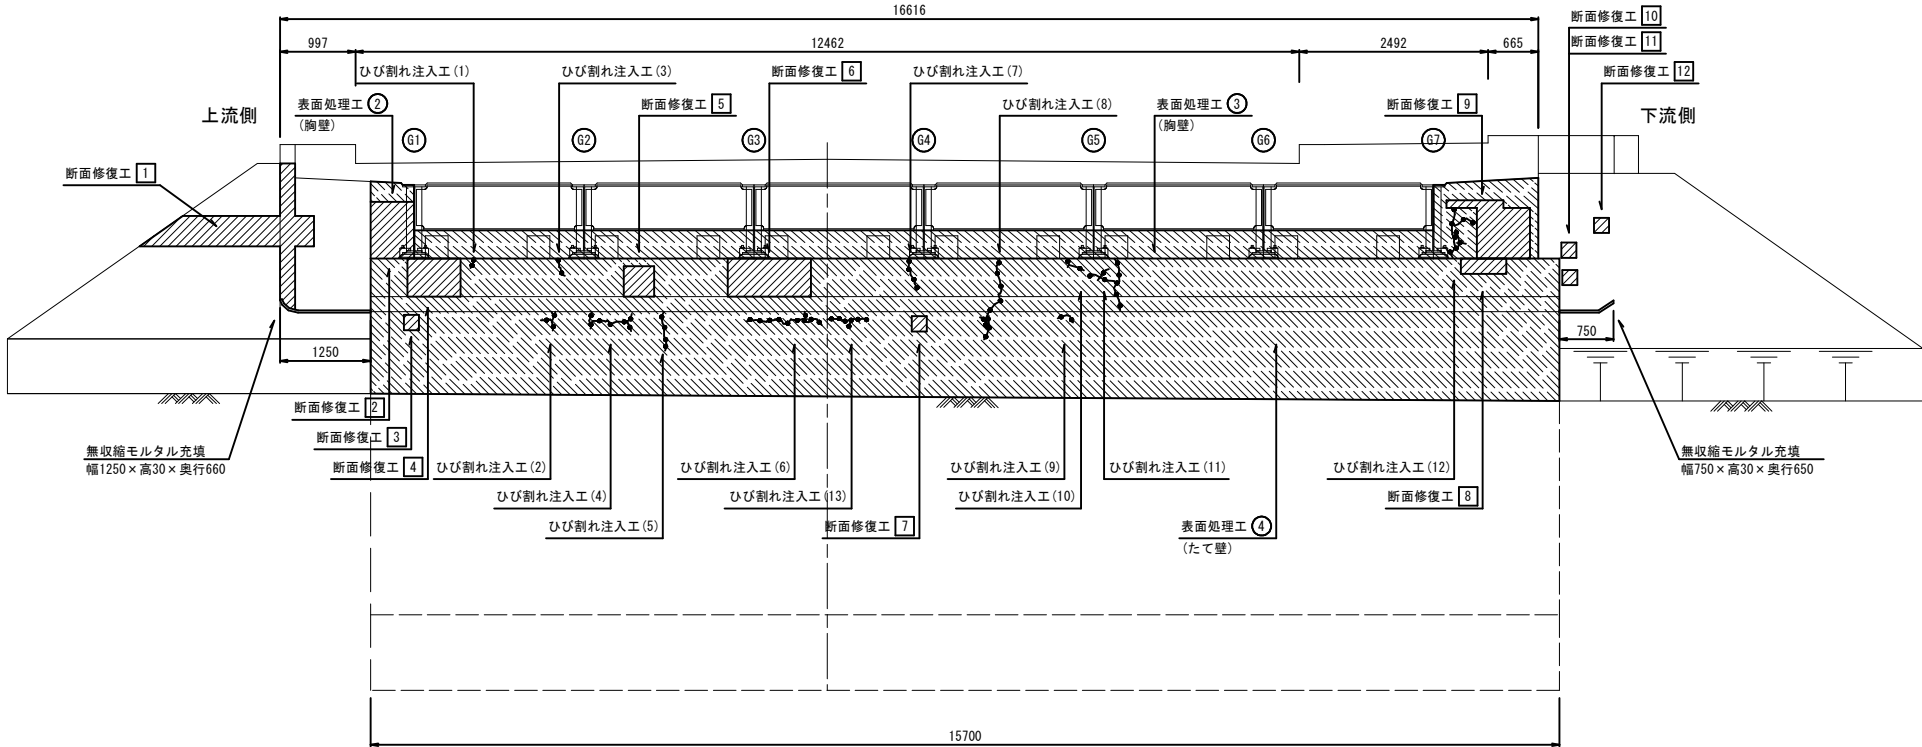 16616
断面修復工 10
997
12462
2492
665
断面修復工 11
ひび割れ注入工(1)
ひび割れ注入工(3)
断面修復工 6
ひび割れ注入工(7)
断面修復工 12
上流側
表面処理工 2
(胸壁)
断面修復工 5
ひび割れ注入工(8)
表面処理工 3
(胸壁)
断面修復工 9
下流側
G1
G2
G3
G4
G5
G6
G7
断面修復工 1
1250
750
断面修復工 2
断面修復工 3
無収縮モルタル充填
幅1250×高30×奥行660
断面修復工 4
ひび割れ注入工(2)
ひび割れ注入工(6)
ひび割れ注入工(9)
ひび割れ注入工(11)
ひび割れ注入工(12)
無収縮モルタル充填
幅750×高30×奥行650
ひび割れ注入工(4)
ひび割れ注入工(13)
ひび割れ注入工(10)
断面修復工 8
ひび割れ注入工(5)
断面修復工 7
表面処理工 4
(たて壁)
15700